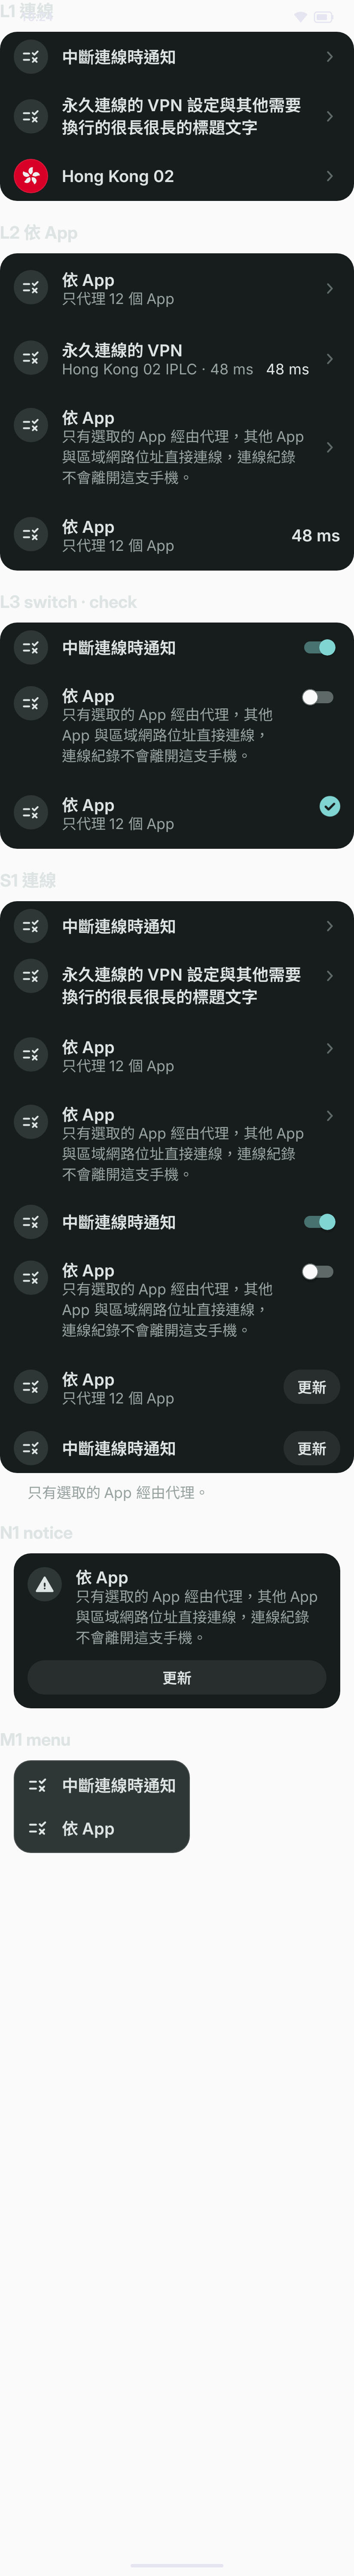 L1 連線
中斷連線時通知
永久連線的 VPN 設定與其他需要
換行的很長很長的標題文字
Hong Kong 02
L2 依 App
依 App
只代理 12 個 App
永久連線的 VPN
Hong Kong 02 IPLC · 48 ms 48 ms
依 App
只有選取的 App 經由代理，其他 App
與區域網路位址直接連線，連線紀錄
不會離開這支手機。
依 App
只代理 12 個 App
48 ms
L3 switch · check
中斷連線時通知
依 App
只有選取的 App 經由代理，其他
App 與區域網路位址直接連線，
連線紀錄不會離開這支手機。
依 App
只代理 12 個 App
S1 連線
中斷連線時通知
永久連線的 VPN 設定與其他需要
換行的很長很長的標題文字
依 App
只代理 12 個 App
依 App
只有選取的 App 經由代理，其他 App
與區域網路位址直接連線，連線紀錄
不會離開這支手機。
中斷連線時通知
依 App
只有選取的 App 經由代理，其他
App 與區域網路位址直接連線，
連線紀錄不會離開這支手機。
依 App
只代理 12 個 App
更新
中斷連線時通知
更新
只有選取的 App 經由代理。
N1 notice
依 App
只有選取的 App 經由代理，其他 App
與區域網路位址直接連線，連線紀錄
不會離開這支手機。
更新
M1 menu
中斷連線時通知
依 App